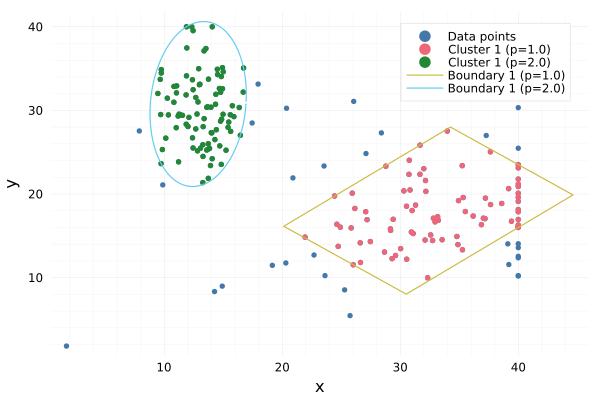 40
30
20
10
y
10
20
30
40
x
Data points
Cluster 1 (p=1.0)
Cluster 1 (p=2.0)
Boundary 1 (p=1.0)
Boundary 1 (p=2.0)